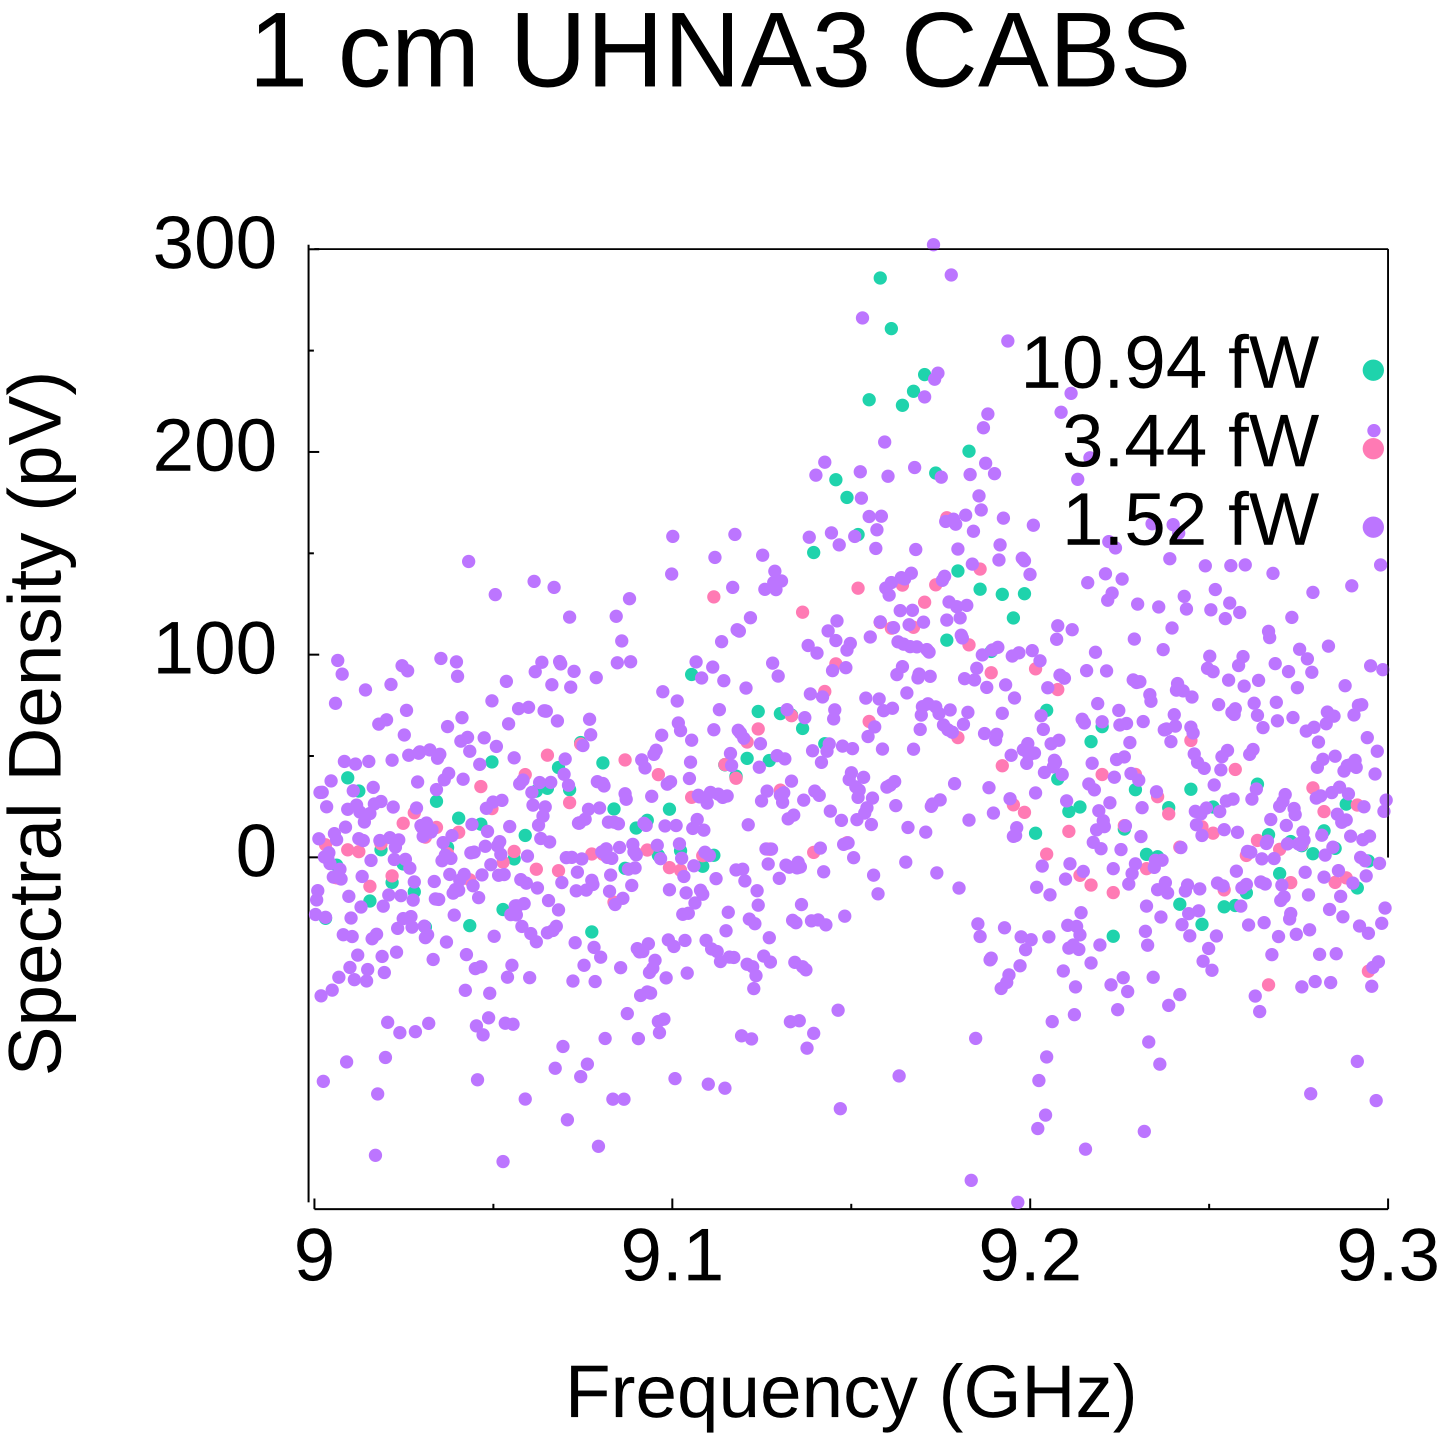 1 cm UHNA3 CABS
300
200
100
0
Spectral Density (pV)
10.94 fW
3.44 fW
1.52 fW
9 9.1 9.2 9.3
Frequency (GHz)